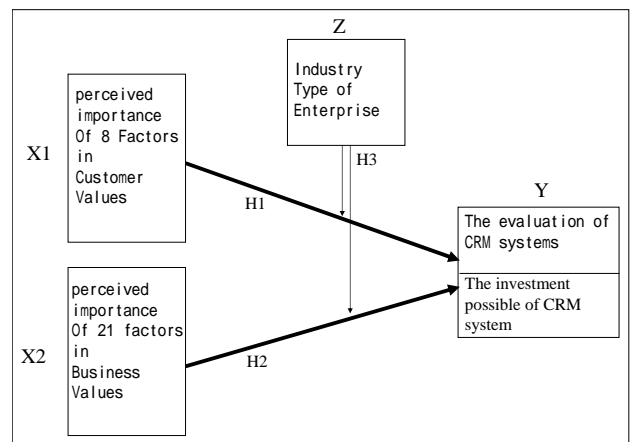 Z
Industry
Type of
Enterprise
X1
perceived
importance
Of 8 Factors
in
Customer
Values
H3
H1
Y
The evaluation of
CRM systems
The investment
possible of CRM
system
X2
perceived
importance
Of 21 factors
in
Business
Values
H2